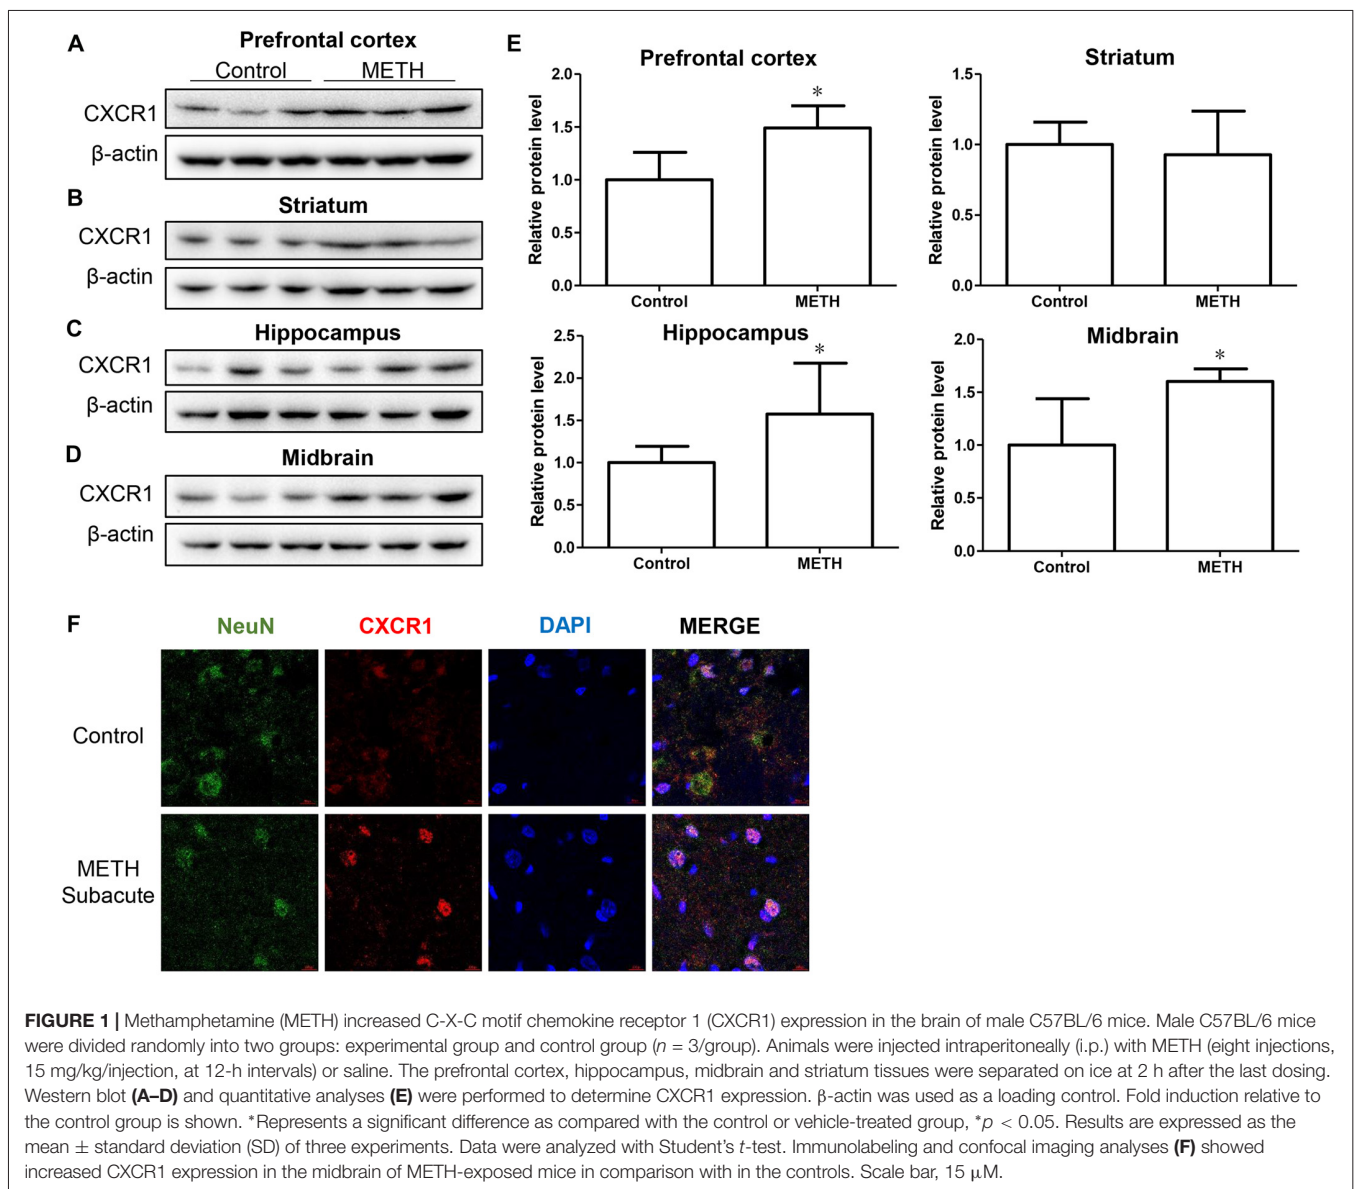 A
Prefrontal cortex
Control METH
CXCR1
β-actin
B
Striatum
CXCR1
β-actin
C
Hippocampus
CXCR1
β-actin
D
Midbrain
CXCR1
β-actin
E
Prefrontal cortex
Relative protein level
2.0
1.5
1.0
0.5
0.0
*
Control METH
Striatum
Relative protein level
1.5
1.0
0.5
0.0
Control METH
Hippocampus
Relative protein level
2.5
2.0
1.5
1.0
0.5
0.0
*
Control METH
Midbrain
Relative protein level
2.0
1.5
1.0
0.5
0.0
*
Control METH
F
NeuN CXCR1 DAPI MERGE
Control
METH
Subacute
FIGURE 1 | Methamphetamine (METH) increased C-X-C motif chemokine receptor 1 (CXCR1) expression in the brain of male C57BL/6 mice. Male C57BL/6 mice
were divided randomly into two groups: experimental group and control group (n = 3/group). Animals were injected intraperitoneally (i.p.) with METH (eight injections,
15 mg/kg/injection, at 12-h intervals) or saline. The prefrontal cortex, hippocampus, midbrain and striatum tissues were separated on ice at 2 h after the last dosing.
Western blot (A–D) and quantitative analyses (E) were performed to determine CXCR1 expression. β-actin was used as a loading control. Fold induction relative to
the control group is shown. *Represents a significant difference as compared with the control or vehicle-treated group, *p < 0.05. Results are expressed as the
mean ± standard deviation (SD) of three experiments. Data were analyzed with Student's t-test. Immunolabeling and confocal imaging analyses (F) showed
increased CXCR1 expression in the midbrain of METH-exposed mice in comparison with in the controls. Scale bar, 15 μM.